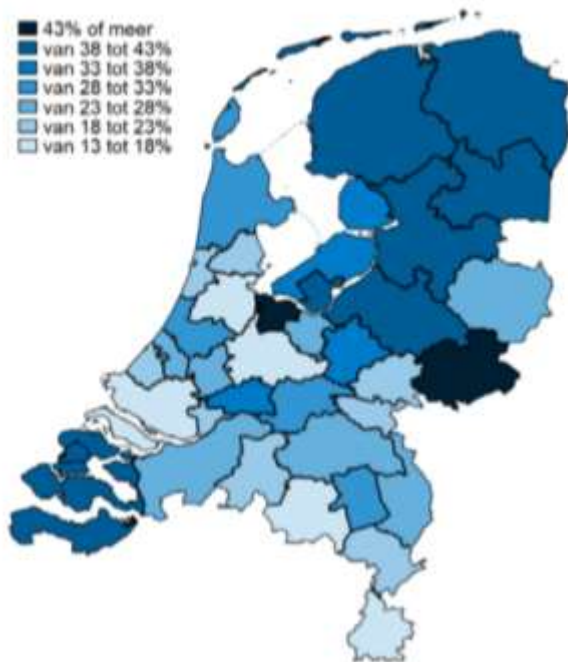 43% of meer
van 38 tot 43%
van 33 tot 38%
van 28 tot 33%
van 23 tot 28%
van 18 tot 23%
van 13 tot 18%